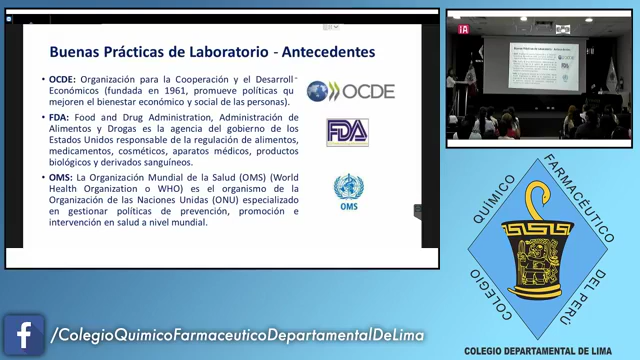 Buenas Prácticas de Laboratorio - Antecedentes
• OCDE: Organización para la Cooperación y el Desarroll
Económicos (fundada en 1961, promueve políticas qu
mejoren el bienestar económico y social de las personas).
OCDE
• FDA: Food and Drug Administration, Administración de
Alimentos y Drogas es la agencia del gobierno de los
Estados Unidos responsable de la regulación de alimentos,
medicamentos, cosméticos, aparatos médicos, productos
biológicos y derivados sanguíneos.
FDA
• OMS: La Organización Mundial de la Salud (OMS) (World
Health Organization o WHO) es el organismo de la
Organización de las Naciones Unidas (ONU) especializado
en gestionar políticas de prevención, promoción e
intervención en salud a nivel mundial.
OMS
COLEGIO QUÍMICO FARMACÉUTICO DEL PERÚ
COLEGIO DEPARTAMENTAL DE LIMA
f /ColegioQuimicoFarmaceuticoDepartamentalDeLima